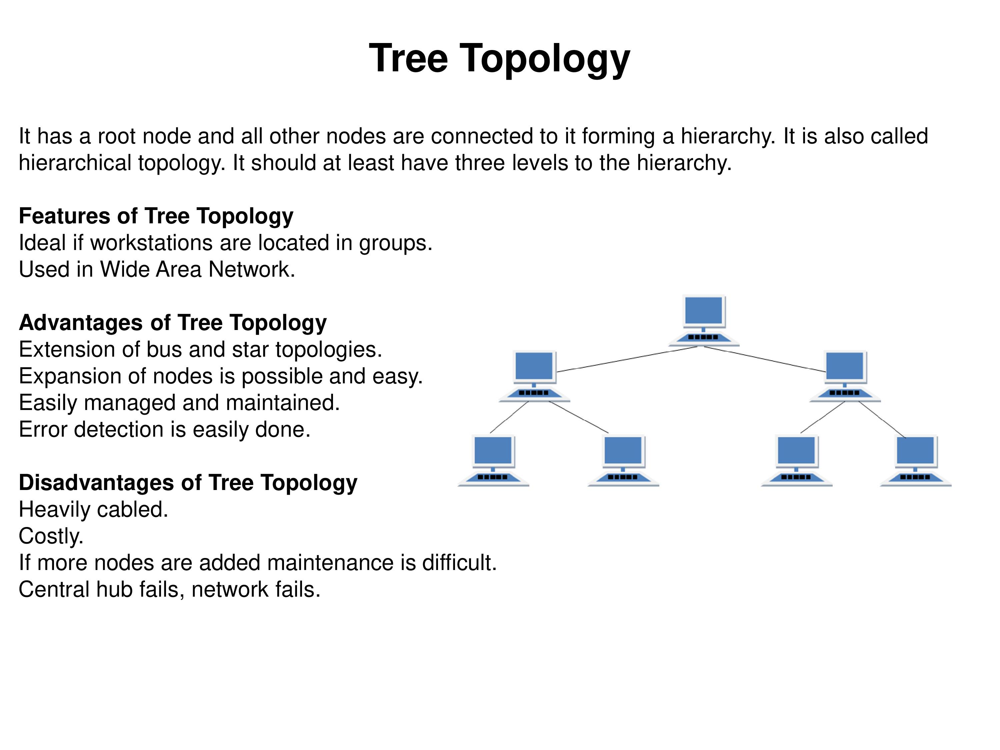 Tree Topology
It has a root node and all other nodes are connected to it forming a hierarchy. It is also called
hierarchical topology. It should at least have three levels to the hierarchy.
Features of Tree Topology
Ideal if workstations are located in groups.
Used in Wide Area Network.
Advantages of Tree Topology
Extension of bus and star topologies.
Expansion of nodes is possible and easy.
Easily managed and maintained.
Error detection is easily done.
Disadvantages of Tree Topology
Heavily cabled.
Costly.
If more nodes are added maintenance is difficult.
Central hub fails, network fails.